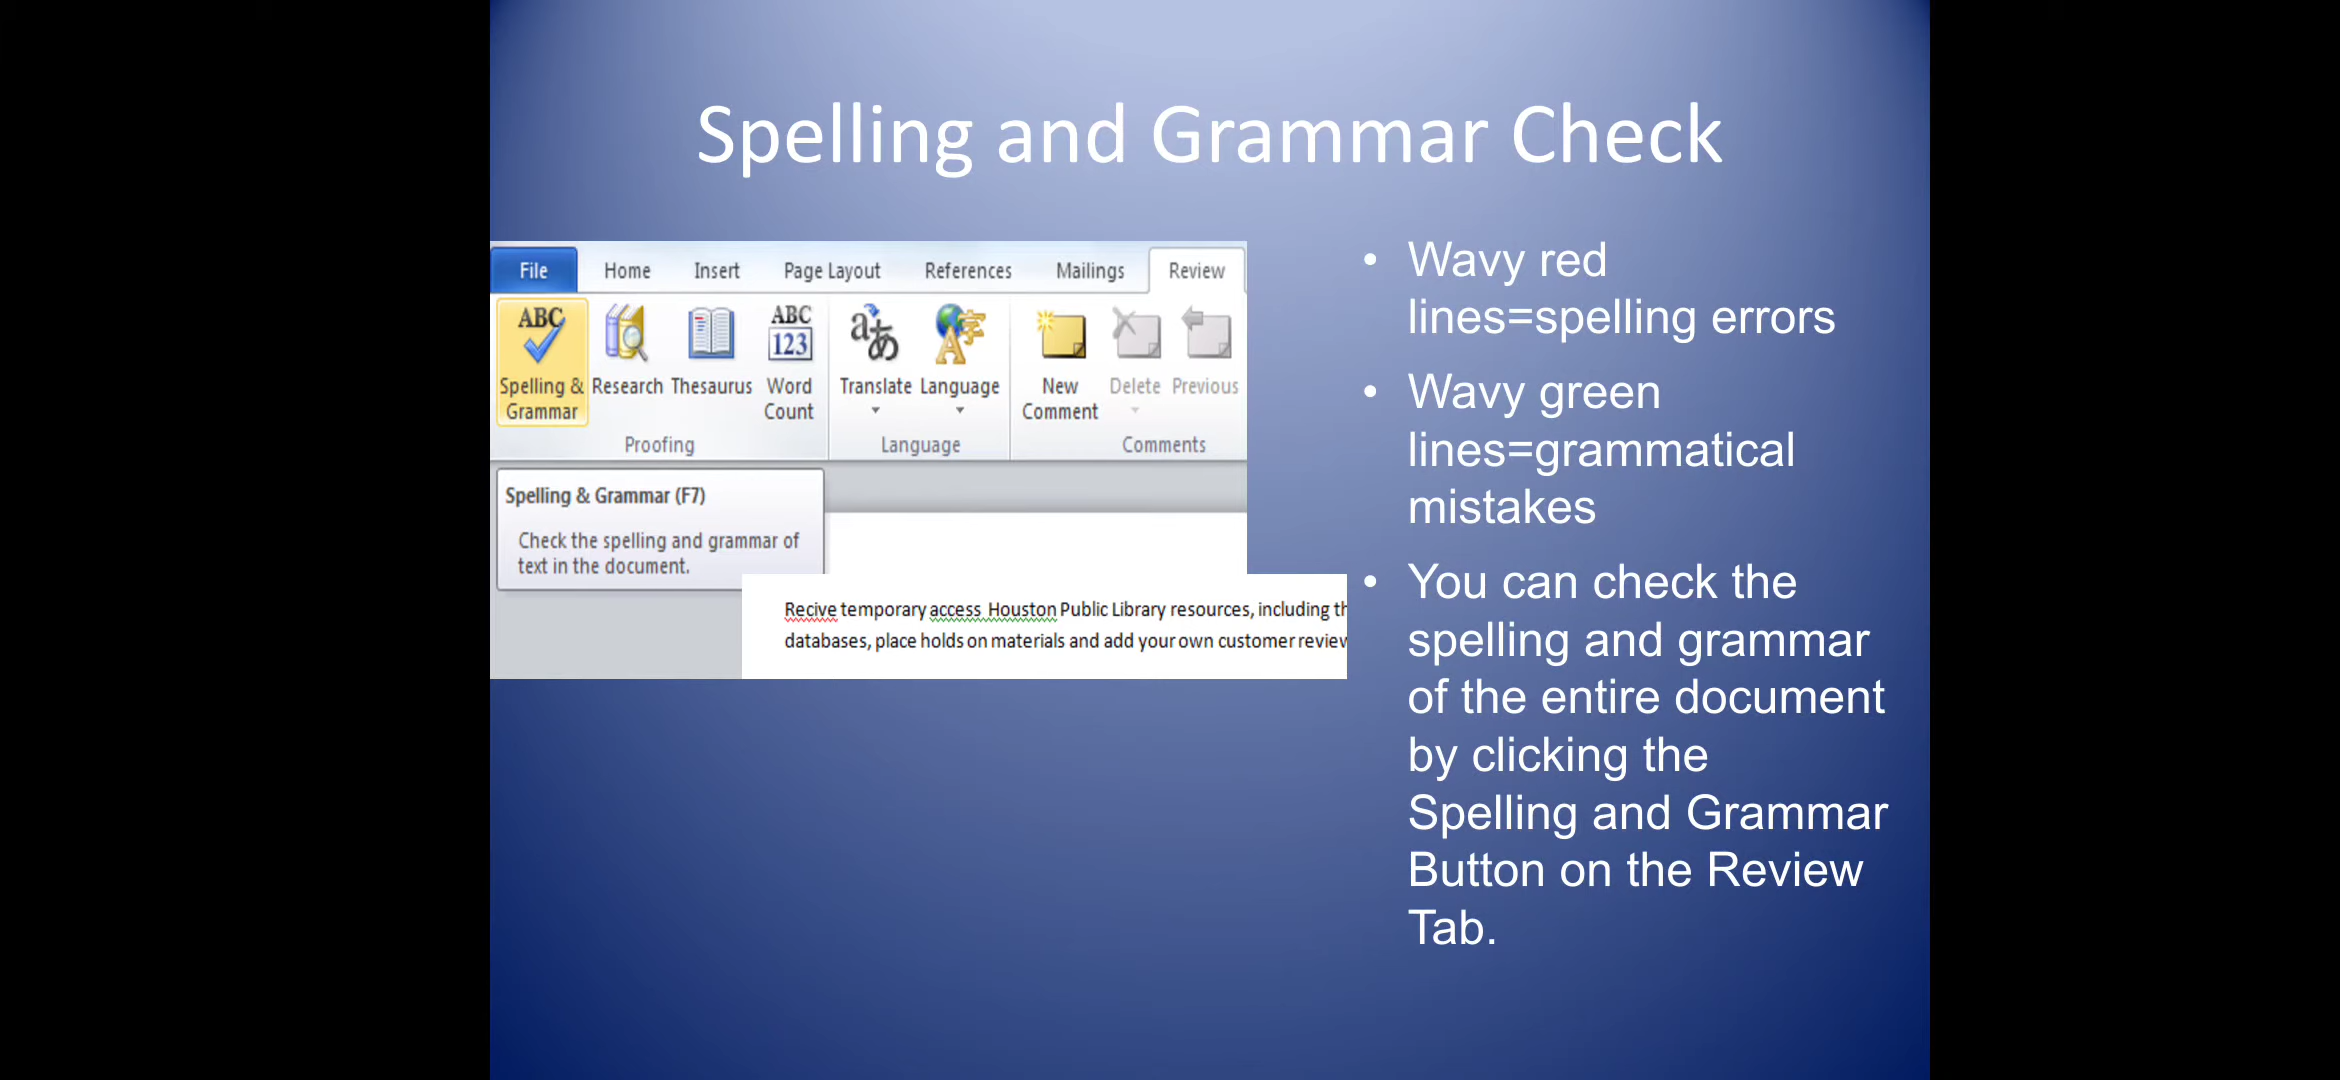 Spelling and Grammar Check
File Home Insert Page Layout References Mailings Review
ABC ABC
123
Spelling & Grammar Research Thesaurus Word Count Translate Language New Comment Delete Previous
Proofing Language Comments
Spelling & Grammar (F7)
Check the spelling and grammar of
text in the document.
Recive temporary access Houston Public Library resources, including th
databases, place holds on materials and add your own customer review
• Wavy red
lines=spelling errors
• Wavy green
lines=grammatical
mistakes
• You can check the
spelling and grammar
of the entire document
by clicking the
Spelling and Grammar
Button on the Review
Tab.